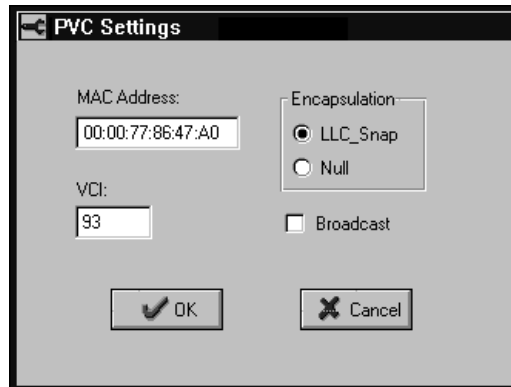 PVC Settings
MAC Address:
00:00:77:86:47:A0
VCI:
93
Encapsulation
LLC_Snap
Null
Broadcast
OK
Cancel